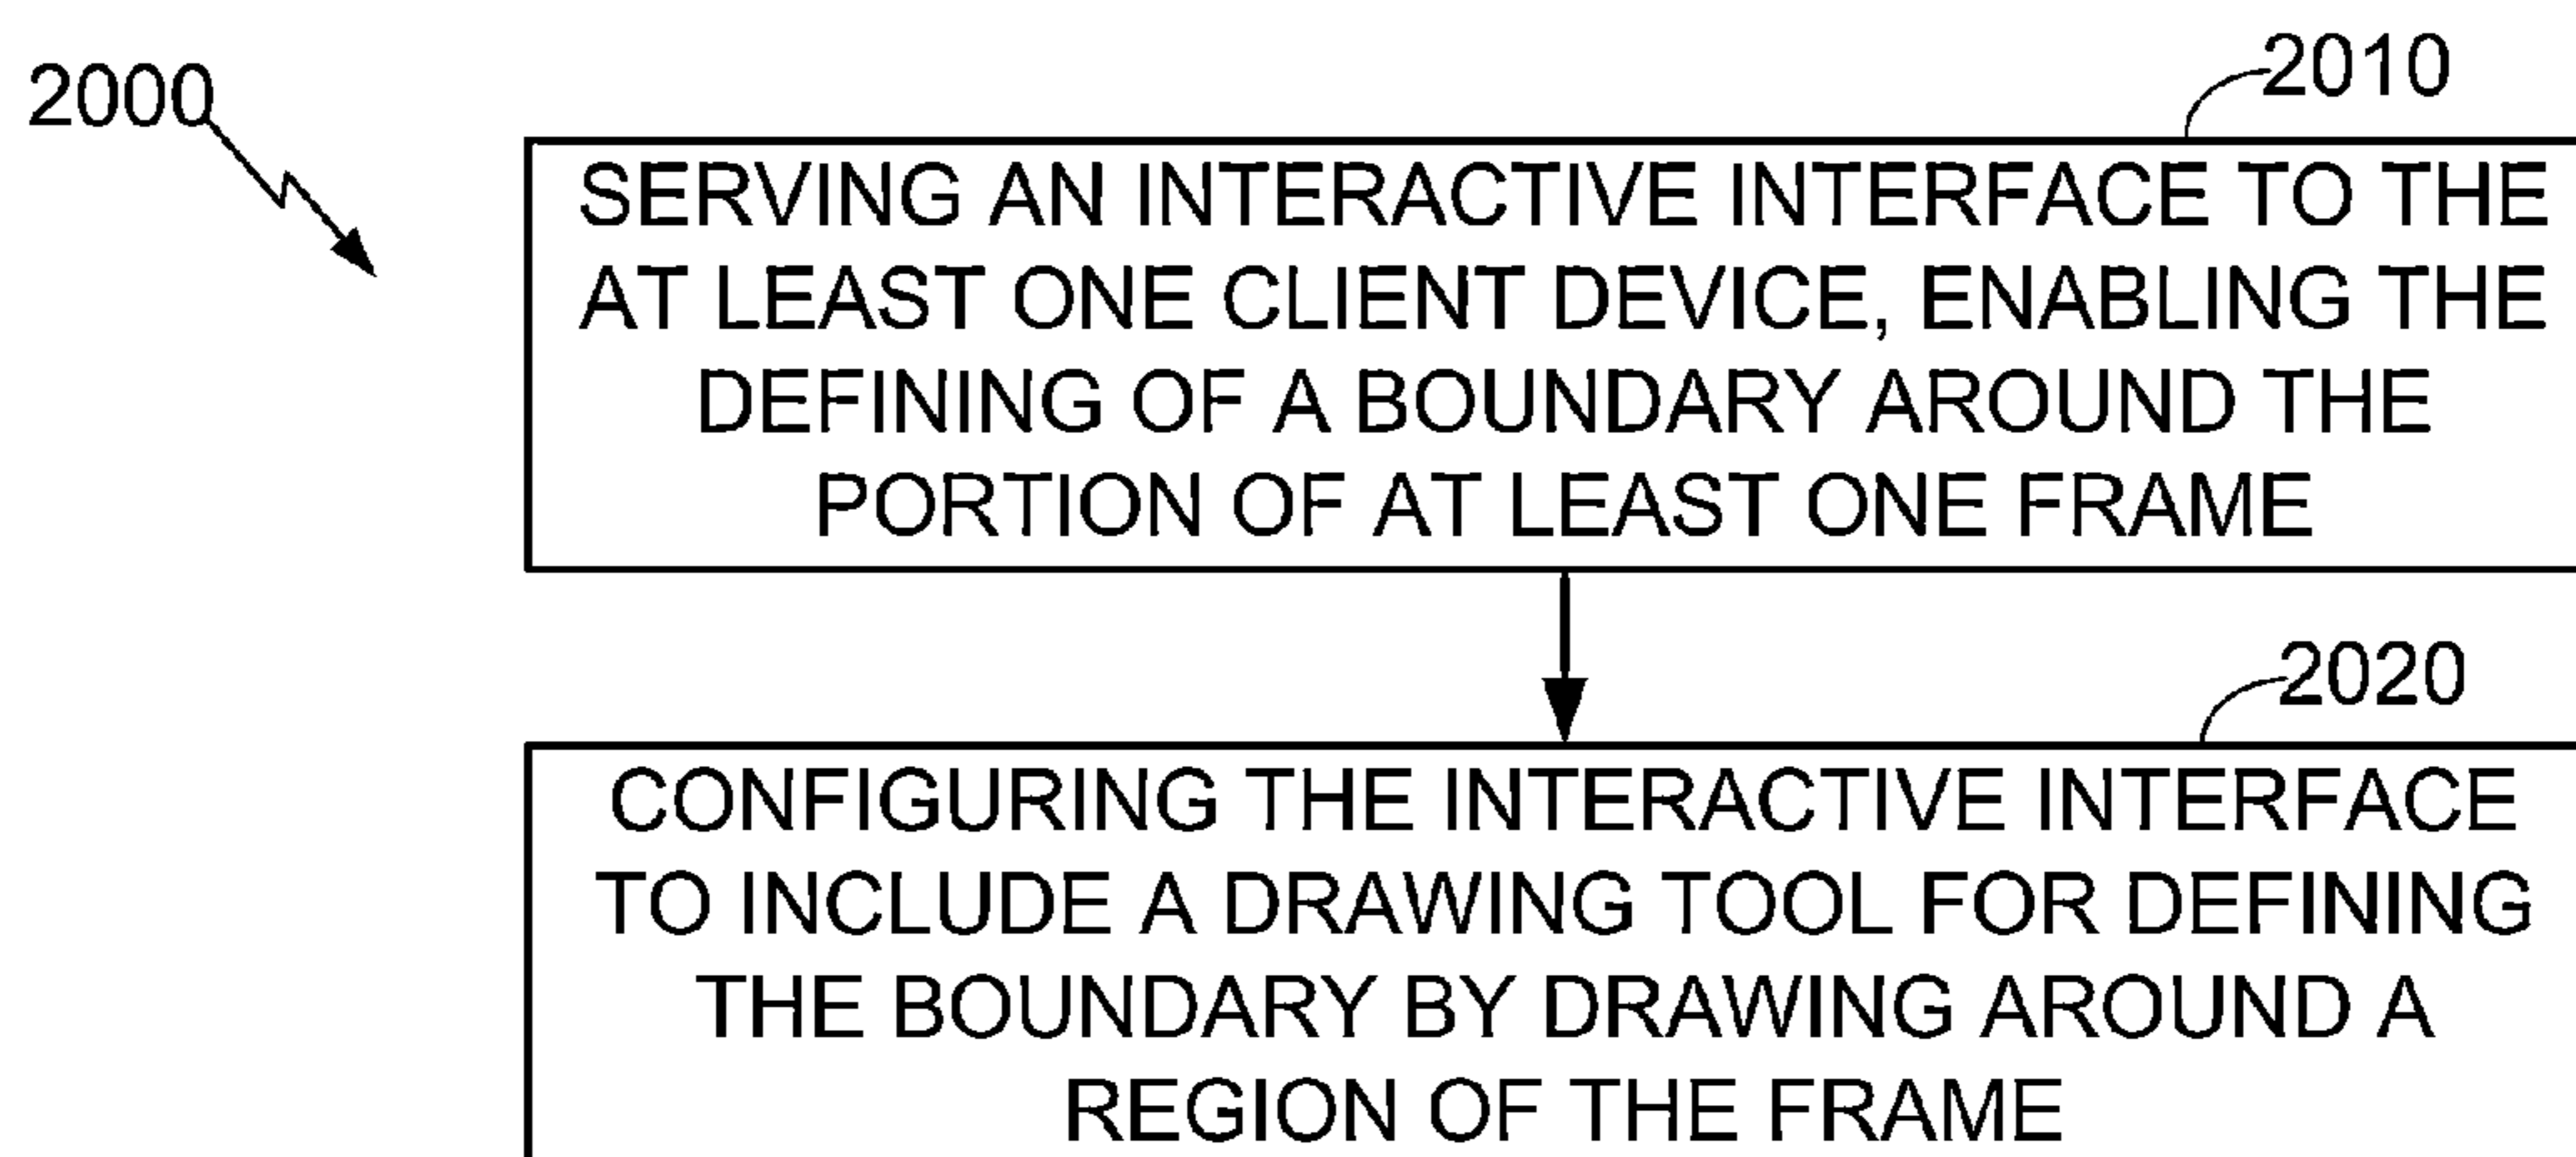 2000
2010
SERVING AN INTERACTIVE INTERFACE TO THE
AT LEAST ONE CLIENT DEVICE, ENABLING THE
DEFINING OF A BOUNDARY AROUND THE
PORTION OF AT LEAST ONE FRAME
2020
CONFIGURING THE INTERACTIVE INTERFACE
TO INCLUDE A DRAWING TOOL FOR DEFINING
THE BOUNDARY BY DRAWING AROUND A
REGION OF THE FRAME